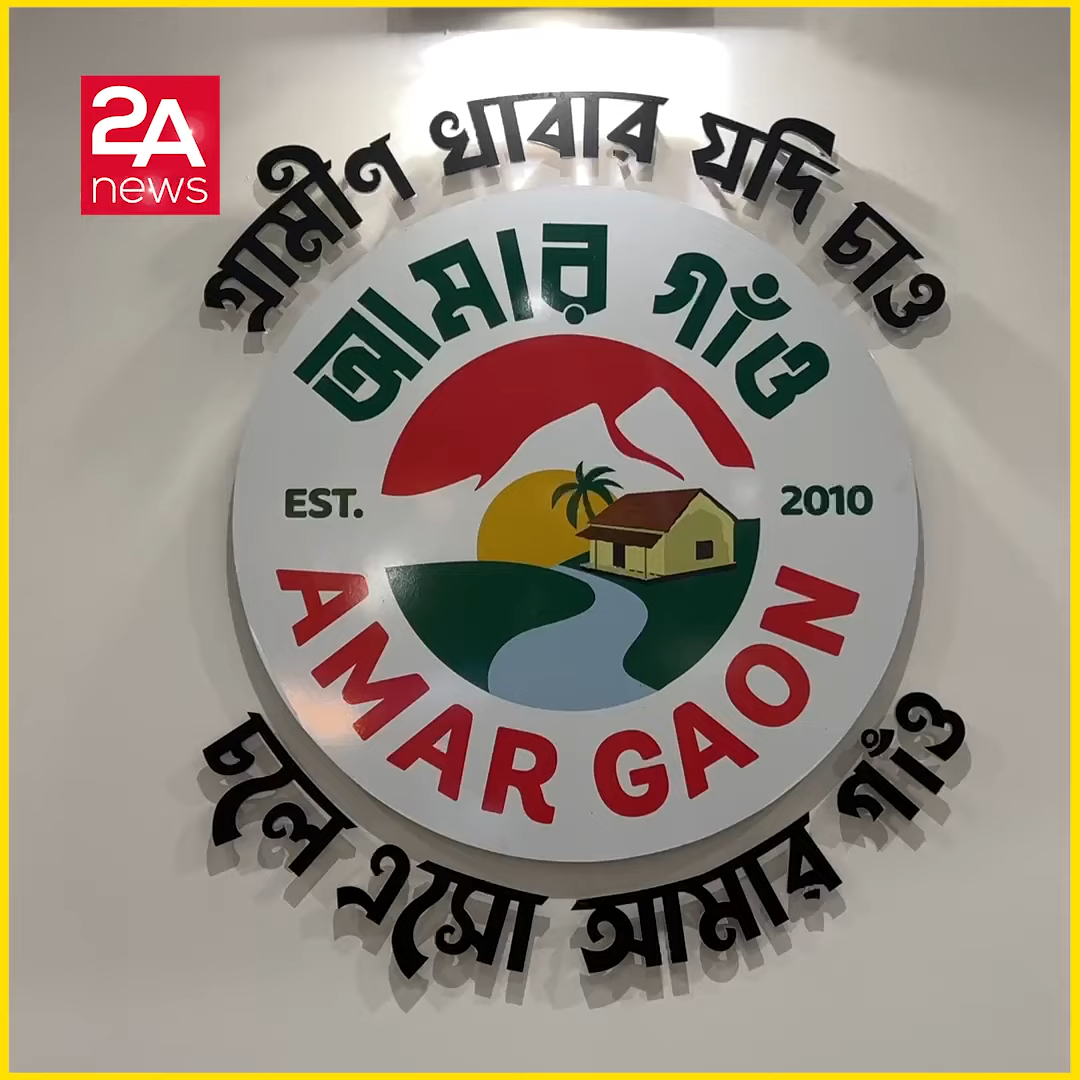 2A
news
গ্রামীণ খাবার যদি চাও
আমার গাঁও
EST. 2010
AMAR GAON
চলে এসো আমার গাঁও